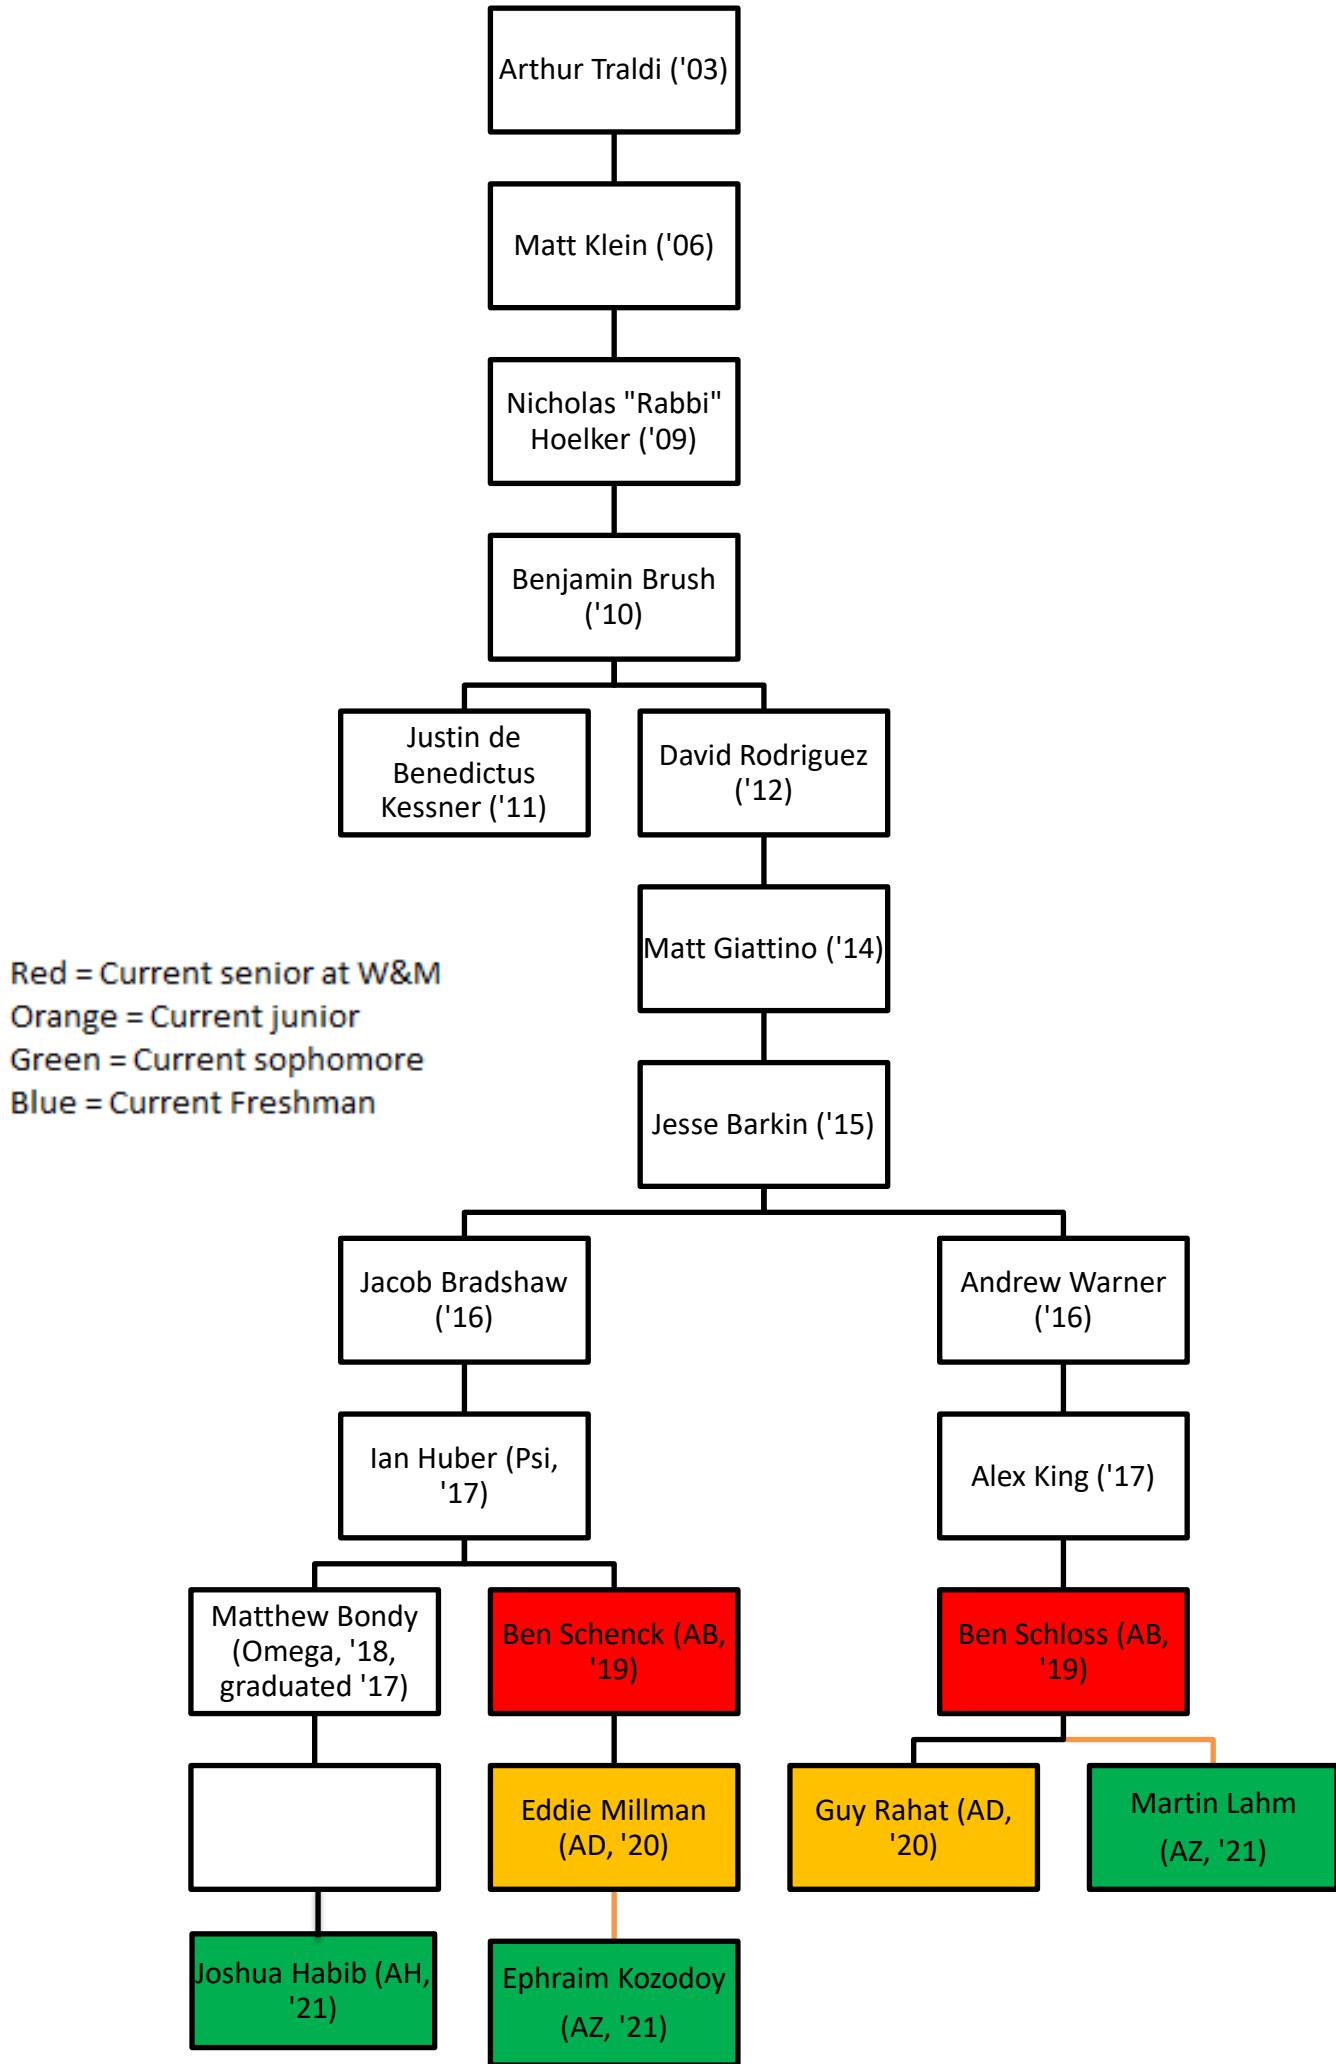 Arthur Traldi ('03)
Matt Klein ('06)
Nicholas "Rabbi"
Hoelker ('09)
Benjamin Brush
('10)
Justin de
Benedictus
Kessner ('11)
David Rodriguez
('12)
Matt Giattino ('14)
Red = Current senior at W&M
Orange = Current junior
Green = Current sophomore
Blue = Current Freshman
Jesse Barkin ('15)
Jacob Bradshaw
('16)
Andrew Warner
('16)
Ian Huber (Psi,
'17)
Alex King ('17)
Matthew Bondy
(Omega, '18,
graduated '17)
Ben Schenck (AB,
'19)
Ben Schloss (AB,
'19)
Eddie Millman
(AD, '20)
Guy Rahat (AD,
'20)
Martin Lahm
(AZ, '21)
Joshua Habib (AH,
'21)
Ephraim Kozodoy
(AZ, '21)